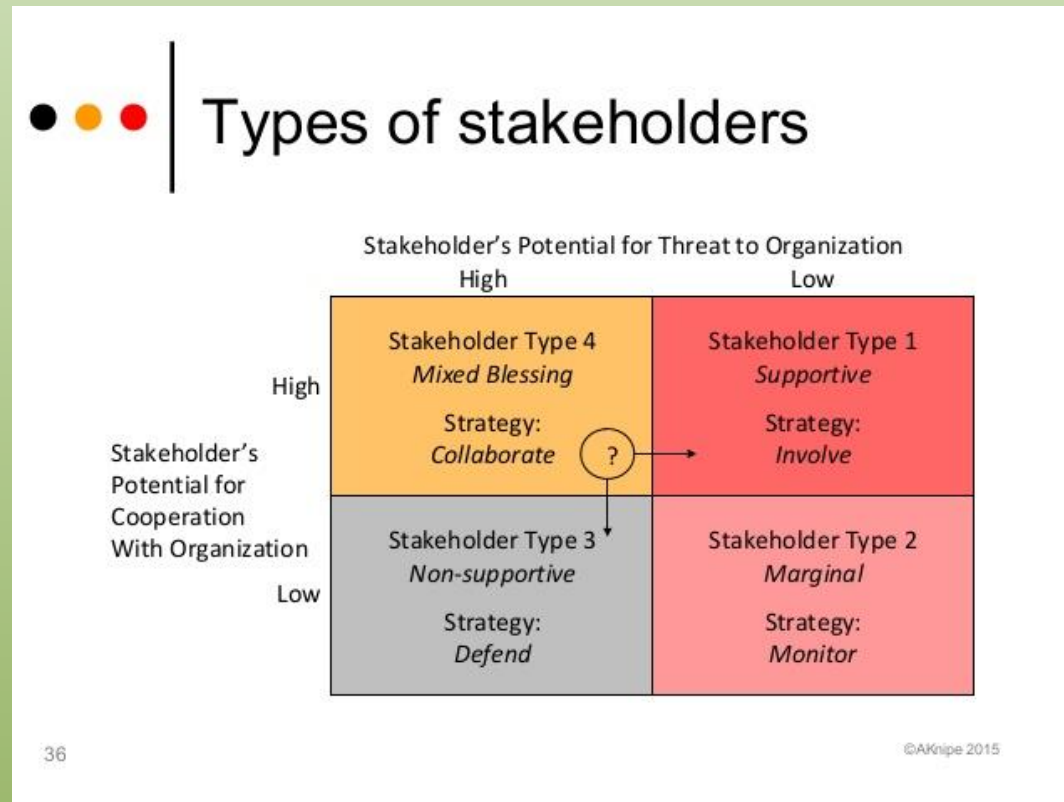 Types of stakeholders
Stakeholder’s Potential for Threat to Organization
High Low
High
Stakeholder’s
Potential for
Cooperation
With Organization
Low
Stakeholder Type 4
Mixed Blessing
Strategy:
Collaborate
?
Stakeholder Type 1
Supportive
Strategy:
Involve
Stakeholder Type 3
Non-supportive
Strategy:
Defend
Stakeholder Type 2
Marginal
Strategy:
Monitor
36
©AKnipe 2015